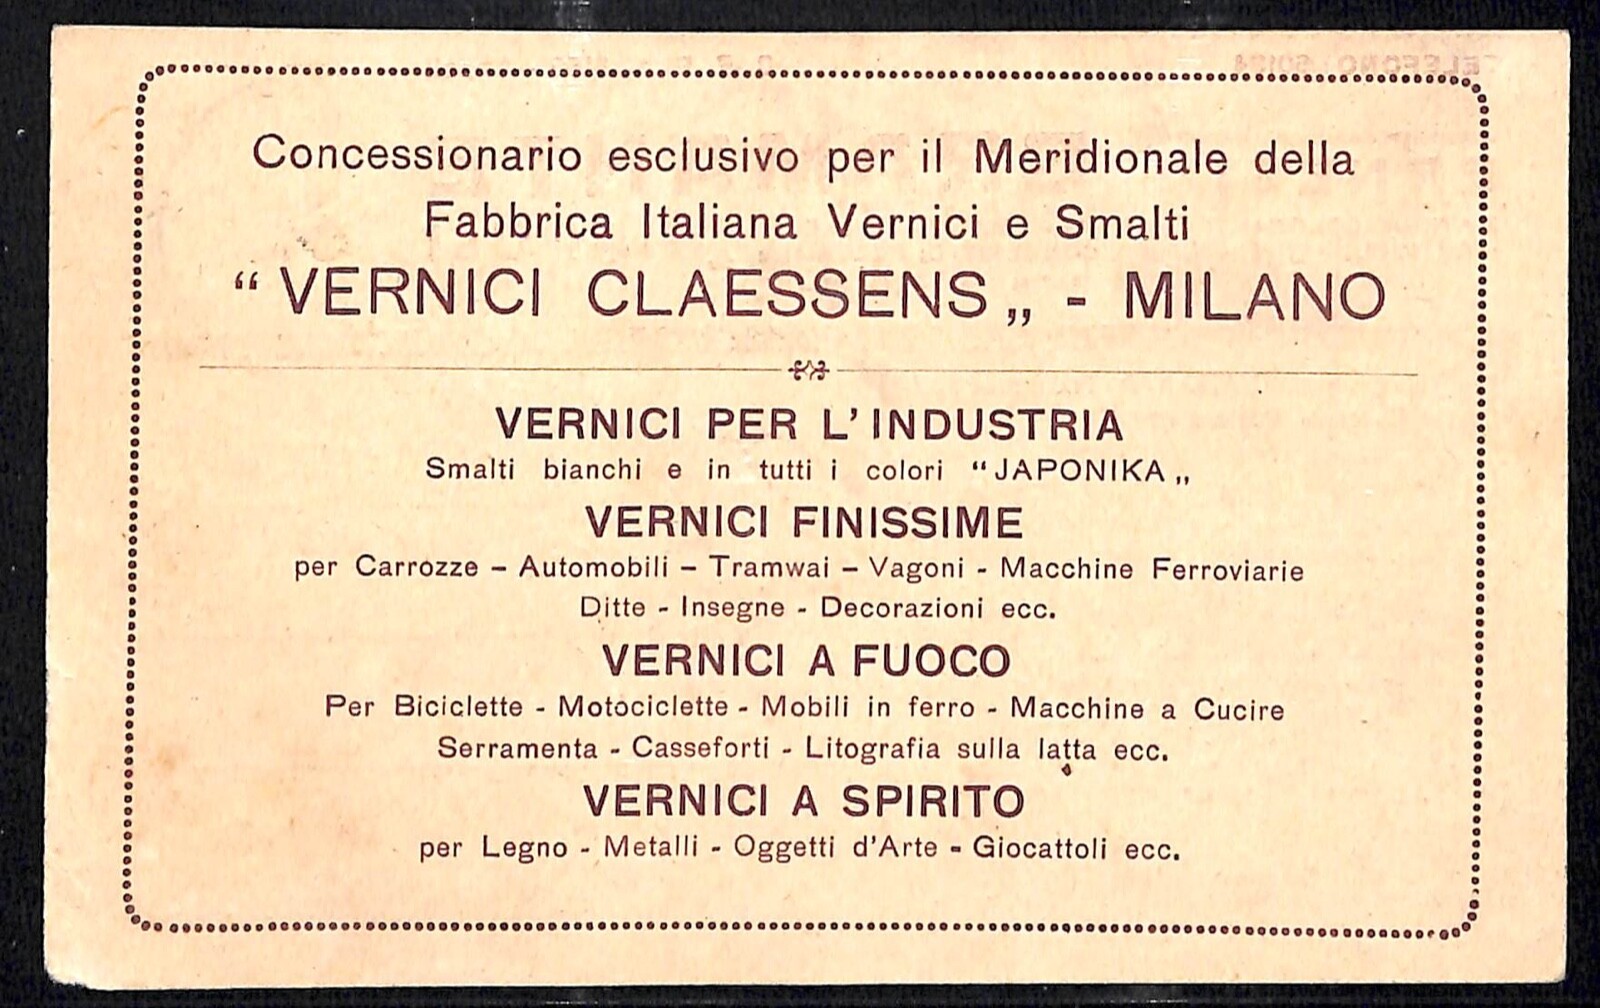 Concessionario esclusivo per il Meridionale della
Fabbrica Italiana Vernici e Smalti
“ VERNICI CLAESSENS „ - MILANO
VERNICI PER L'INDUSTRIA
Smalti bianchi e in tutti i colori “JAPONIKA„
VERNICI FINISSIME
per Carrozze – Automobili – Tramwai – Vagoni - Macchine Ferroviarie
Ditte - Insegne - Decorazioni ecc.
VERNICI A FUOCO
Per Biciclette - Motociclette - Mobili in ferro - Macchine a Cucire
Serramenta - Casseforti - Litografia sulla latta ecc.
VERNICI A SPIRITO
per Legno - Metalli - Oggetti d'Arte - Giocattoli ecc.